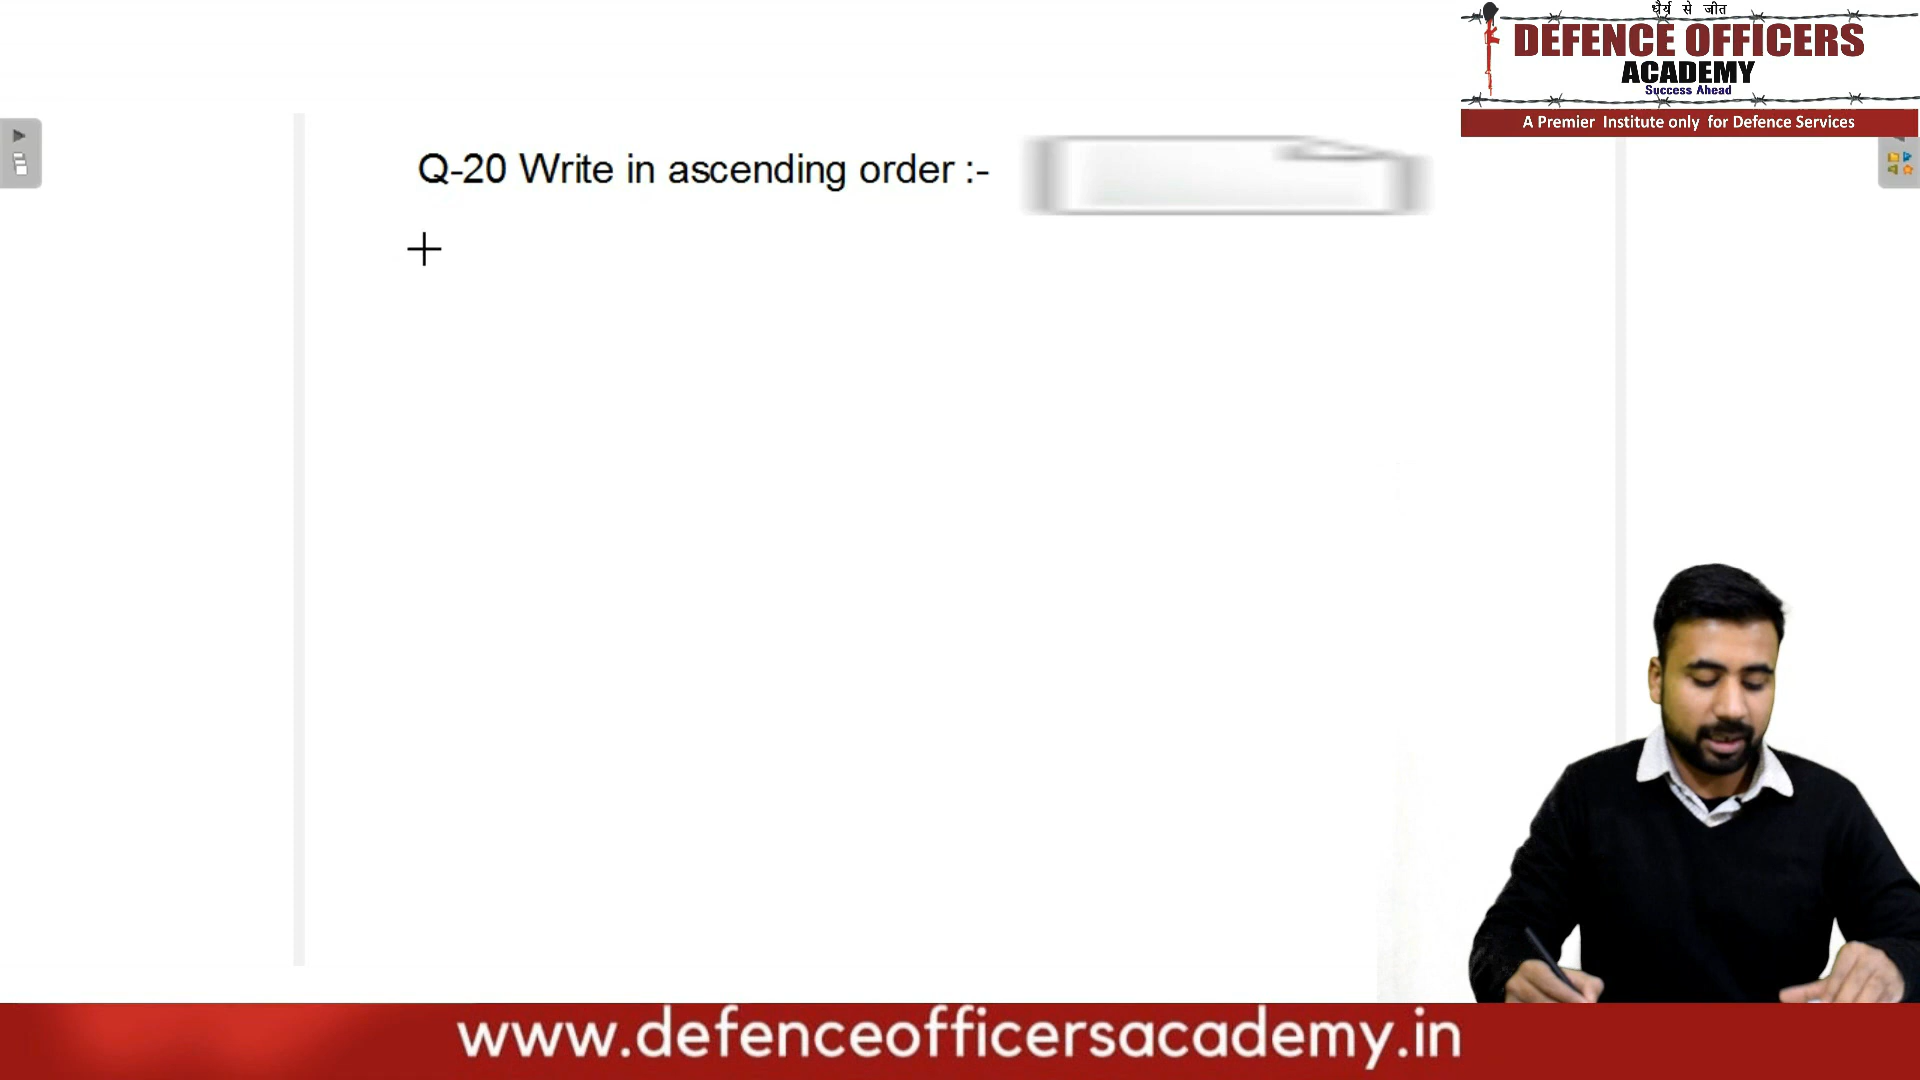 धैर्य से जीत
DEFENCE OFFICERS
ACADEMY
Success Ahead
A Premier Institute only for Defence Services
Q-20 Write in ascending order :-
www.defenceofficersacademy.in